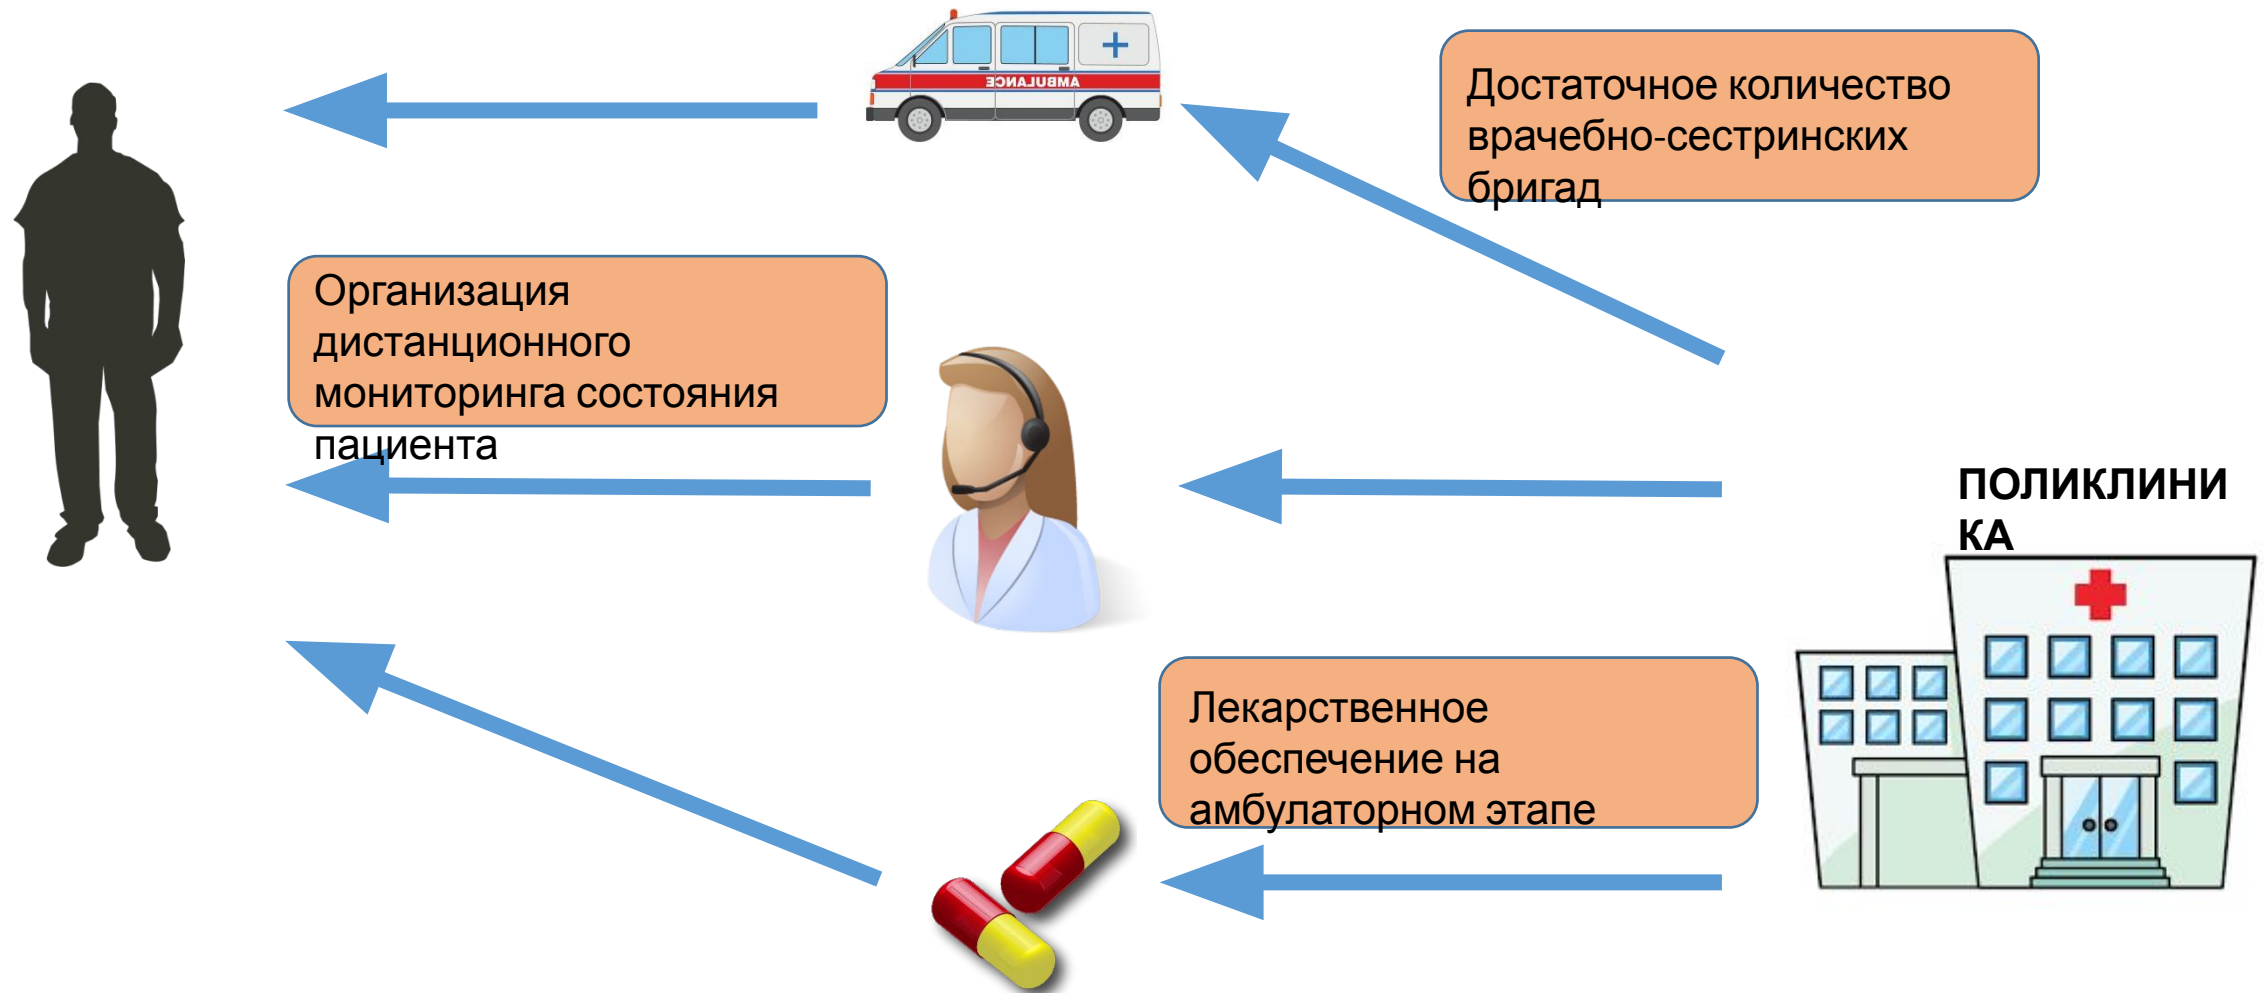 AMBULANCE
Достаточное количество
врачебно-сестринских
бригад
Организация
дистанционного
мониторинга состояния
пациента
ПОЛИКЛИНИ
КА
Лекарственное
обеспечение на
амбулаторном этапе